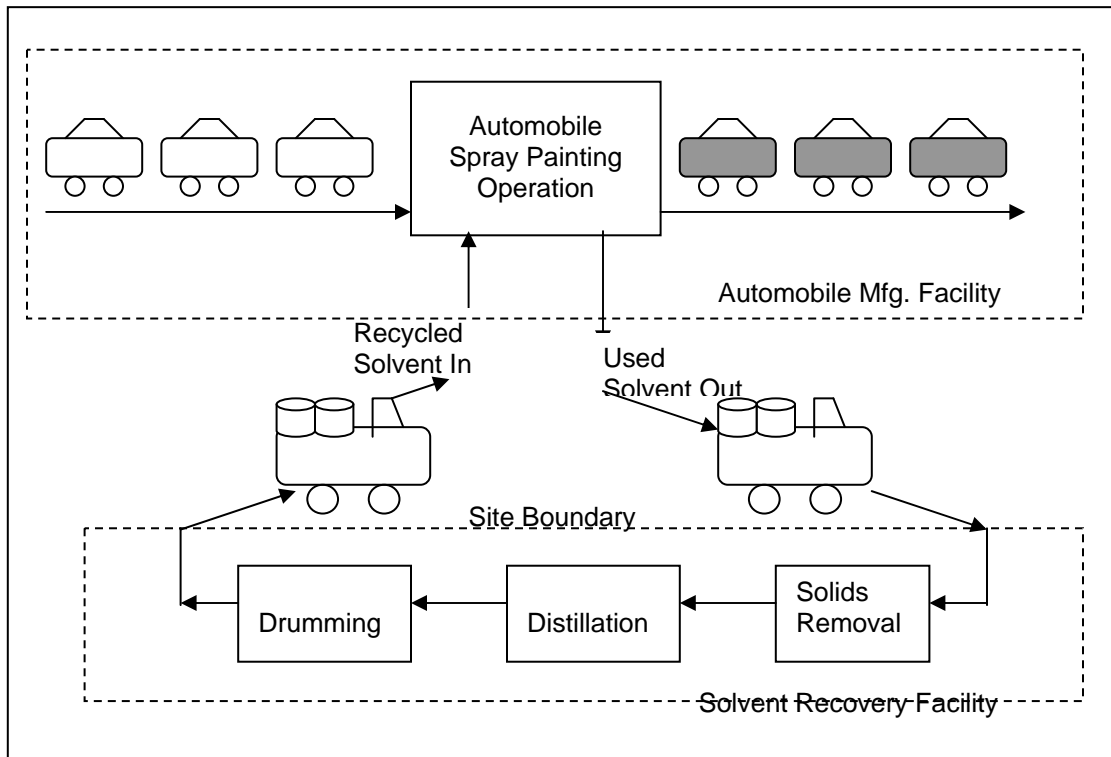 Automobile
Spray Painting
Operation
Automobile Mfg. Facility
Recycled
Solvent In
Used
Solvent Out
Site Boundary
Drumming
Distillation
Solids
Removal
Solvent Recovery Facility